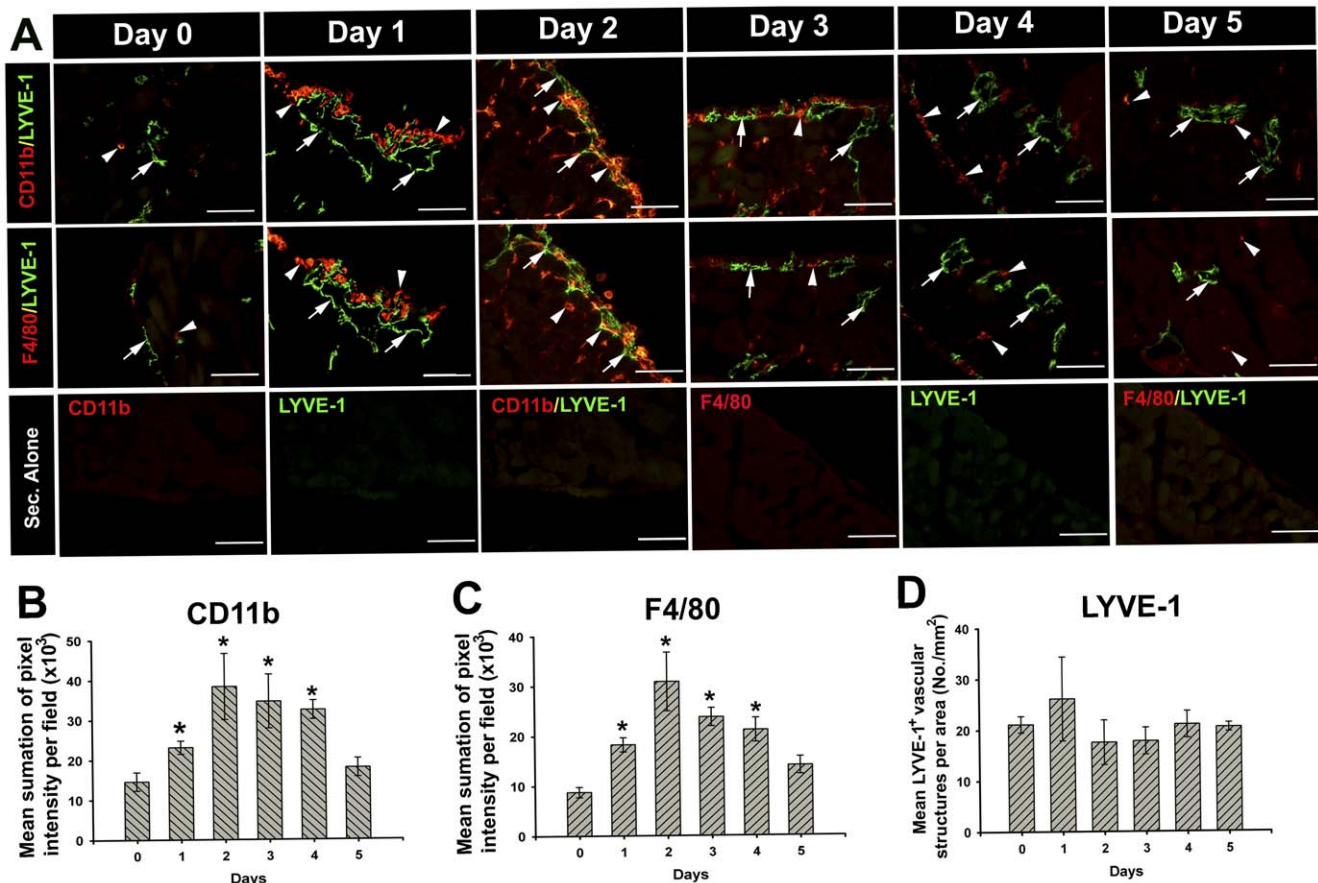 A
Day 0 Day 1 Day 2 Day 3 Day 4 Day 5
CD11b/LYVE-1
F4/80/LYVE-1
Sec. Alone
CD11b LYVE-1 CD11b/LYVE-1 F4/80 LYVE-1 F4/80/LYVE-1
B
CD11b
Mean sumation of pixel
intensity per field (x10³)
50
40
30
20
10
0
* * * *
0 1 2 3 4 5
Days
C
F4/80
Mean sumation of pixel
intensity per field (x10³)
40
30
20
10
0
* * * *
0 1 2 3 4 5
Days
D
LYVE-1
Mean LYVE-1⁺ vascular
structures per area (No./mm²)
40
30
20
10
0
0 1 2 3 4 5
Days